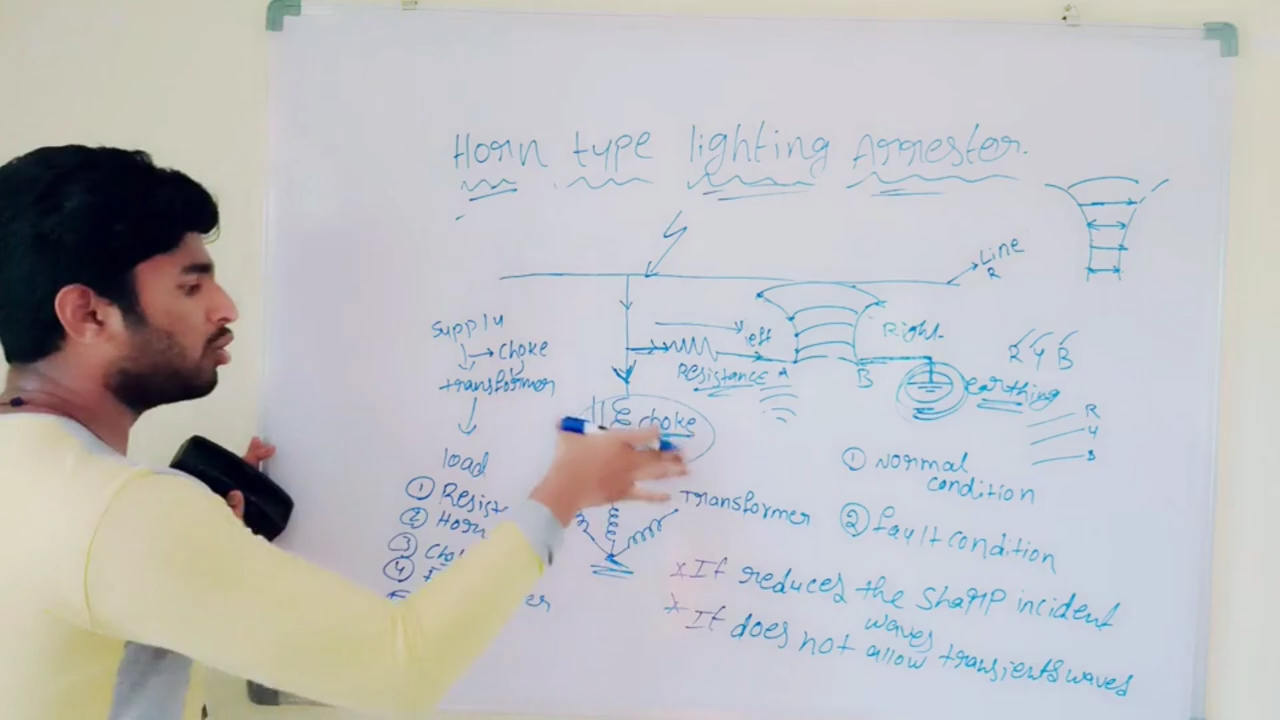 Horn type lighting Arrester.
Line
R
supply
choke
transformer
load
left
Right
Resistance A
B
earthing
R Y B
R
Y
B
choke
Transformer
① Normal
condition
② fault condition
① Resist
② Horn
③
④
er
x It reduces the sharp incident
waves
x It does not allow transients waves